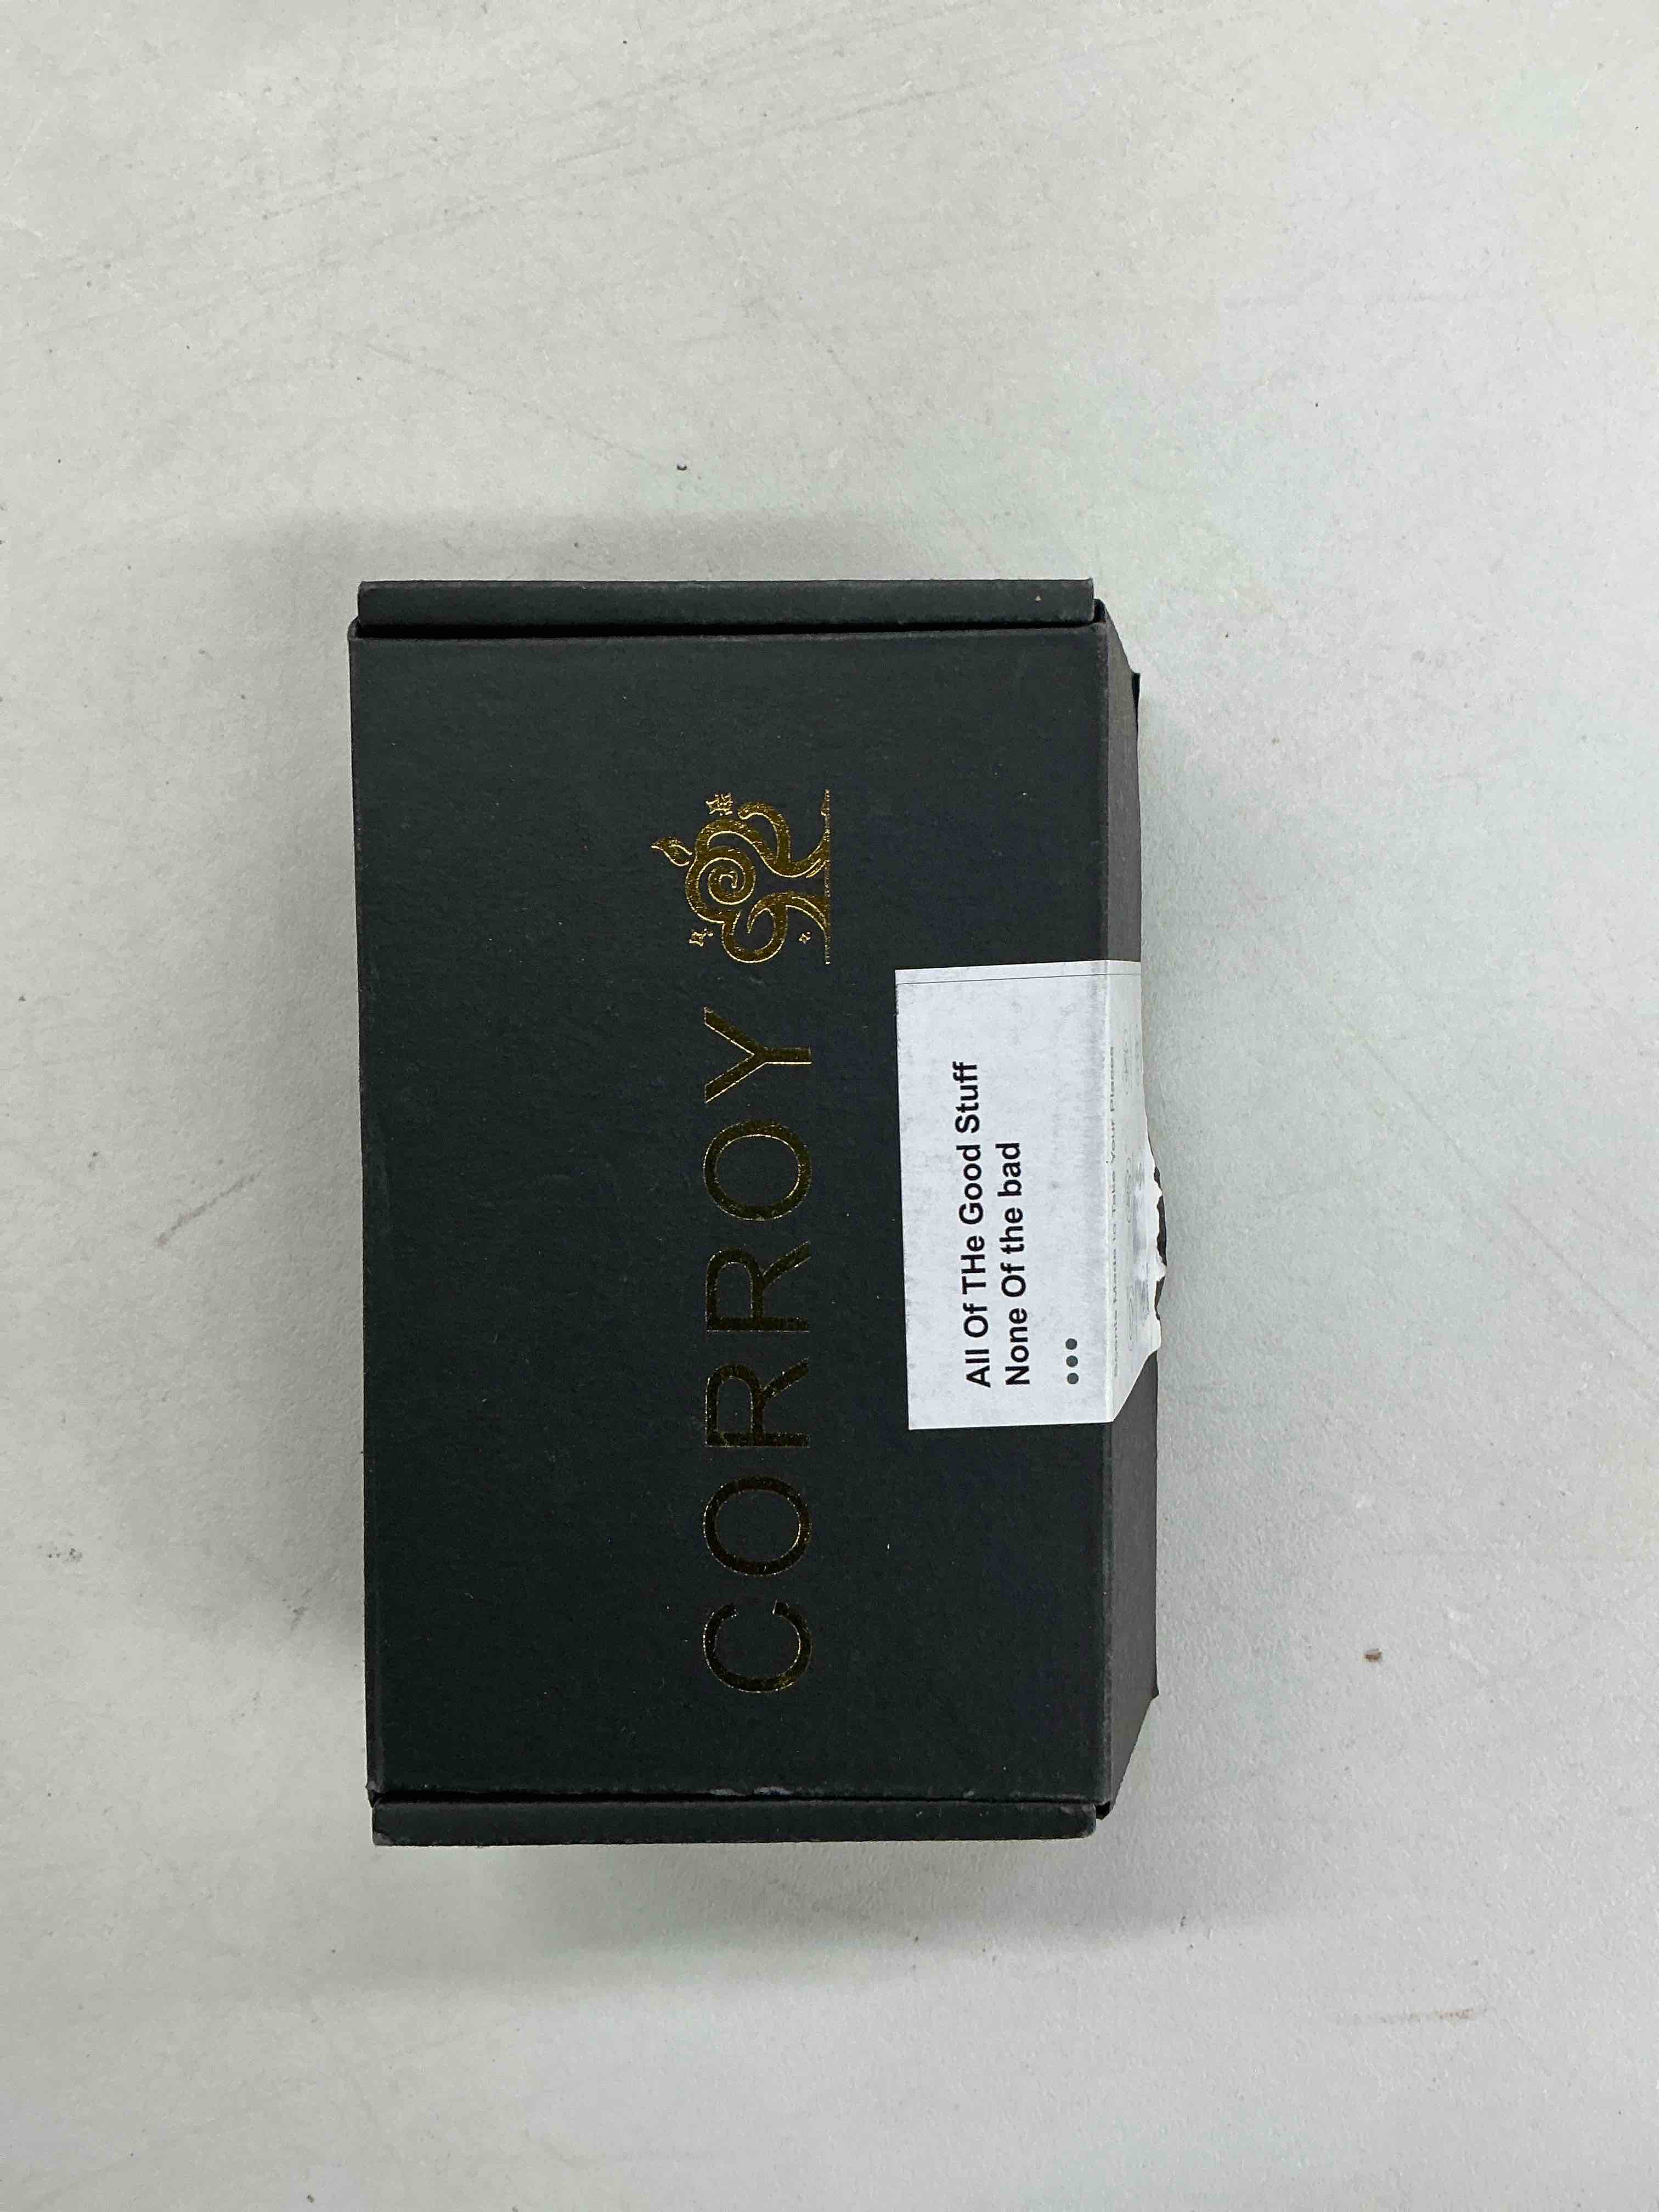 CORROY
All Of THe Good Stuff
None Of the bad